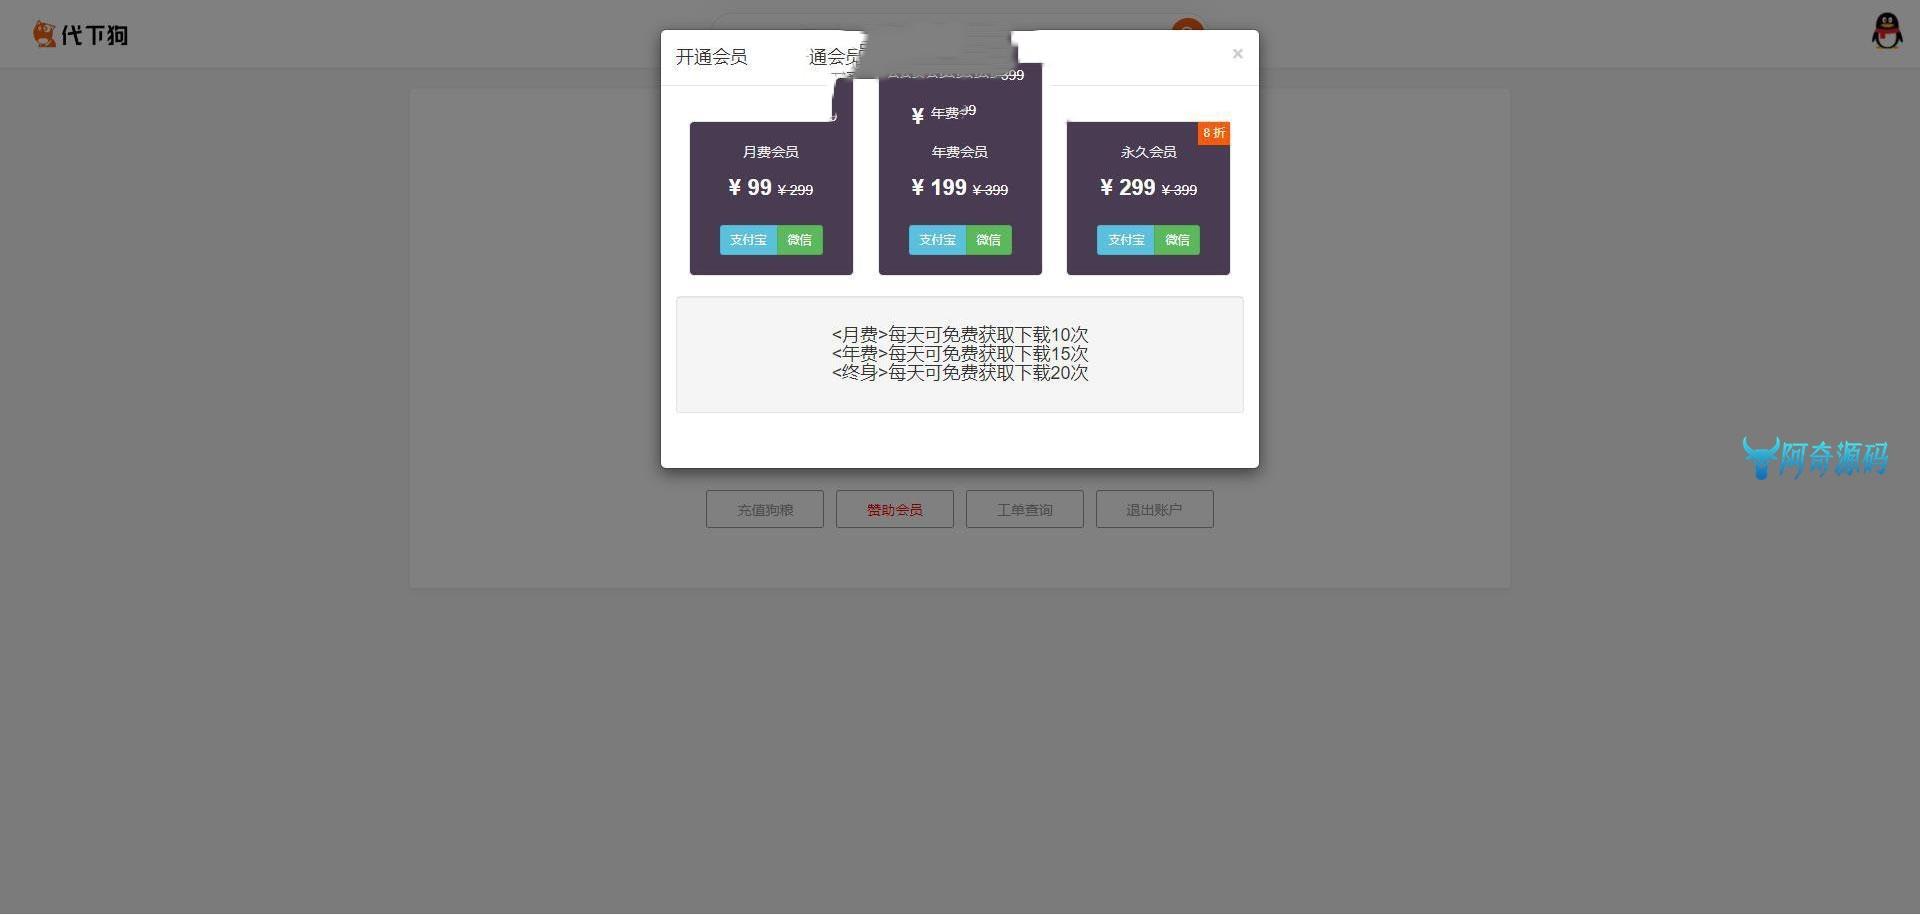 代下狗
开通会员 通会员
×
399
¥ 年费 99
8 折
月费会员 年费会员 永久会员
¥ 99 ¥ 299 ¥ 199 ¥ 399 ¥ 299 ¥ 399
支付宝 微信 支付宝 微信 支付宝 微信
<月费>每天可免费获取下载10次
<年费>每天可免费获取下载15次
<终身>每天可免费获取下载20次
阿奇源码
充值狗粮 赞助会员 工单查询 退出账户